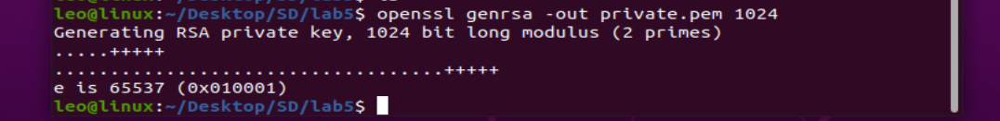 leo@linux:~/Desktop/SD/lab5$ openssl genrsa -out private.pem 1024
Generating RSA private key, 1024 bit long modulus (2 primes)
.....+++++
...................................+++++
e is 65537 (0x010001)
leo@linux:~/Desktop/SD/lab5$